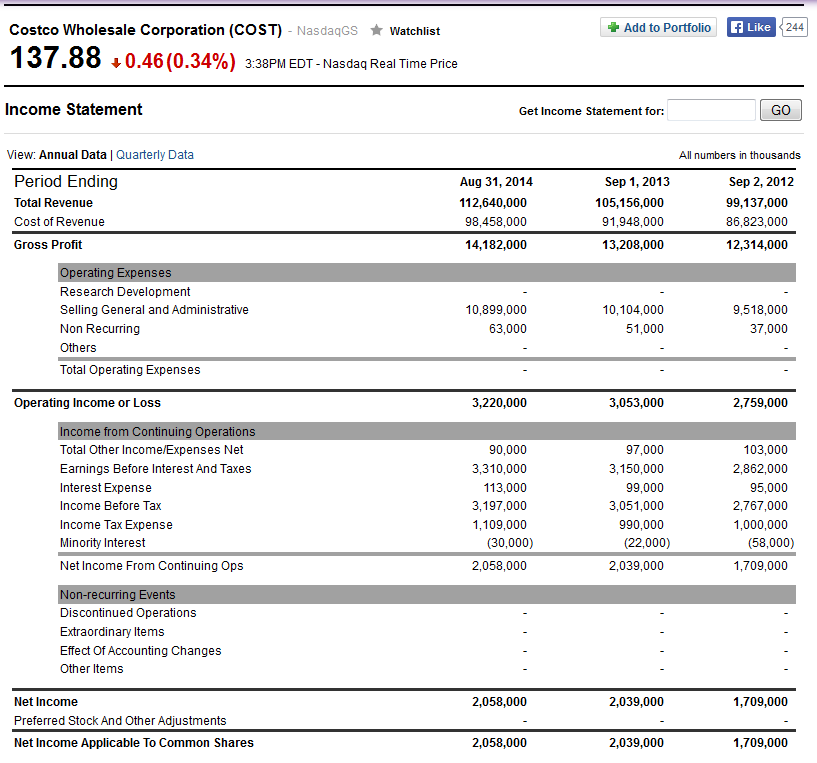 Costco Wholesale Corporation (COST) - NasdaqGS ★ Watchlist Add to Portfolio Like 244
137.88 0.46(0.34%) 3:38PM EDT - Nasdaq Real Time Price
Income Statement Get Income Statement for: GO
View: Annual Data | Quarterly Data All numbers in thousands
Period Ending Aug 31, 2014 Sep 1, 2013 Sep 2, 2012
Total Revenue 112,640,000 105,156,000 99,137,000
Cost of Revenue 98,458,000 91,948,000 86,823,000
Gross Profit 14,182,000 13,208,000 12,314,000
Operating Expenses
Research Development - - -
Selling General and Administrative 10,899,000 10,104,000 9,518,000
Non Recurring 63,000 51,000 37,000
Others - - -
Total Operating Expenses - - -
Operating Income or Loss 3,220,000 3,053,000 2,759,000
Income from Continuing Operations
Total Other Income/Expenses Net 90,000 97,000 103,000
Earnings Before Interest And Taxes 3,310,000 3,150,000 2,862,000
Interest Expense 113,000 99,000 95,000
Income Before Tax 3,197,000 3,051,000 2,767,000
Income Tax Expense 1,109,000 990,000 1,000,000
Minority Interest (30,000) (22,000) (58,000)
Net Income From Continuing Ops 2,058,000 2,039,000 1,709,000
Non-recurring Events
Discontinued Operations - - -
Extraordinary Items - - -
Effect Of Accounting Changes - - -
Other Items - - -
Net Income 2,058,000 2,039,000 1,709,000
Preferred Stock And Other Adjustments - - -
Net Income Applicable To Common Shares 2,058,000 2,039,000 1,709,000